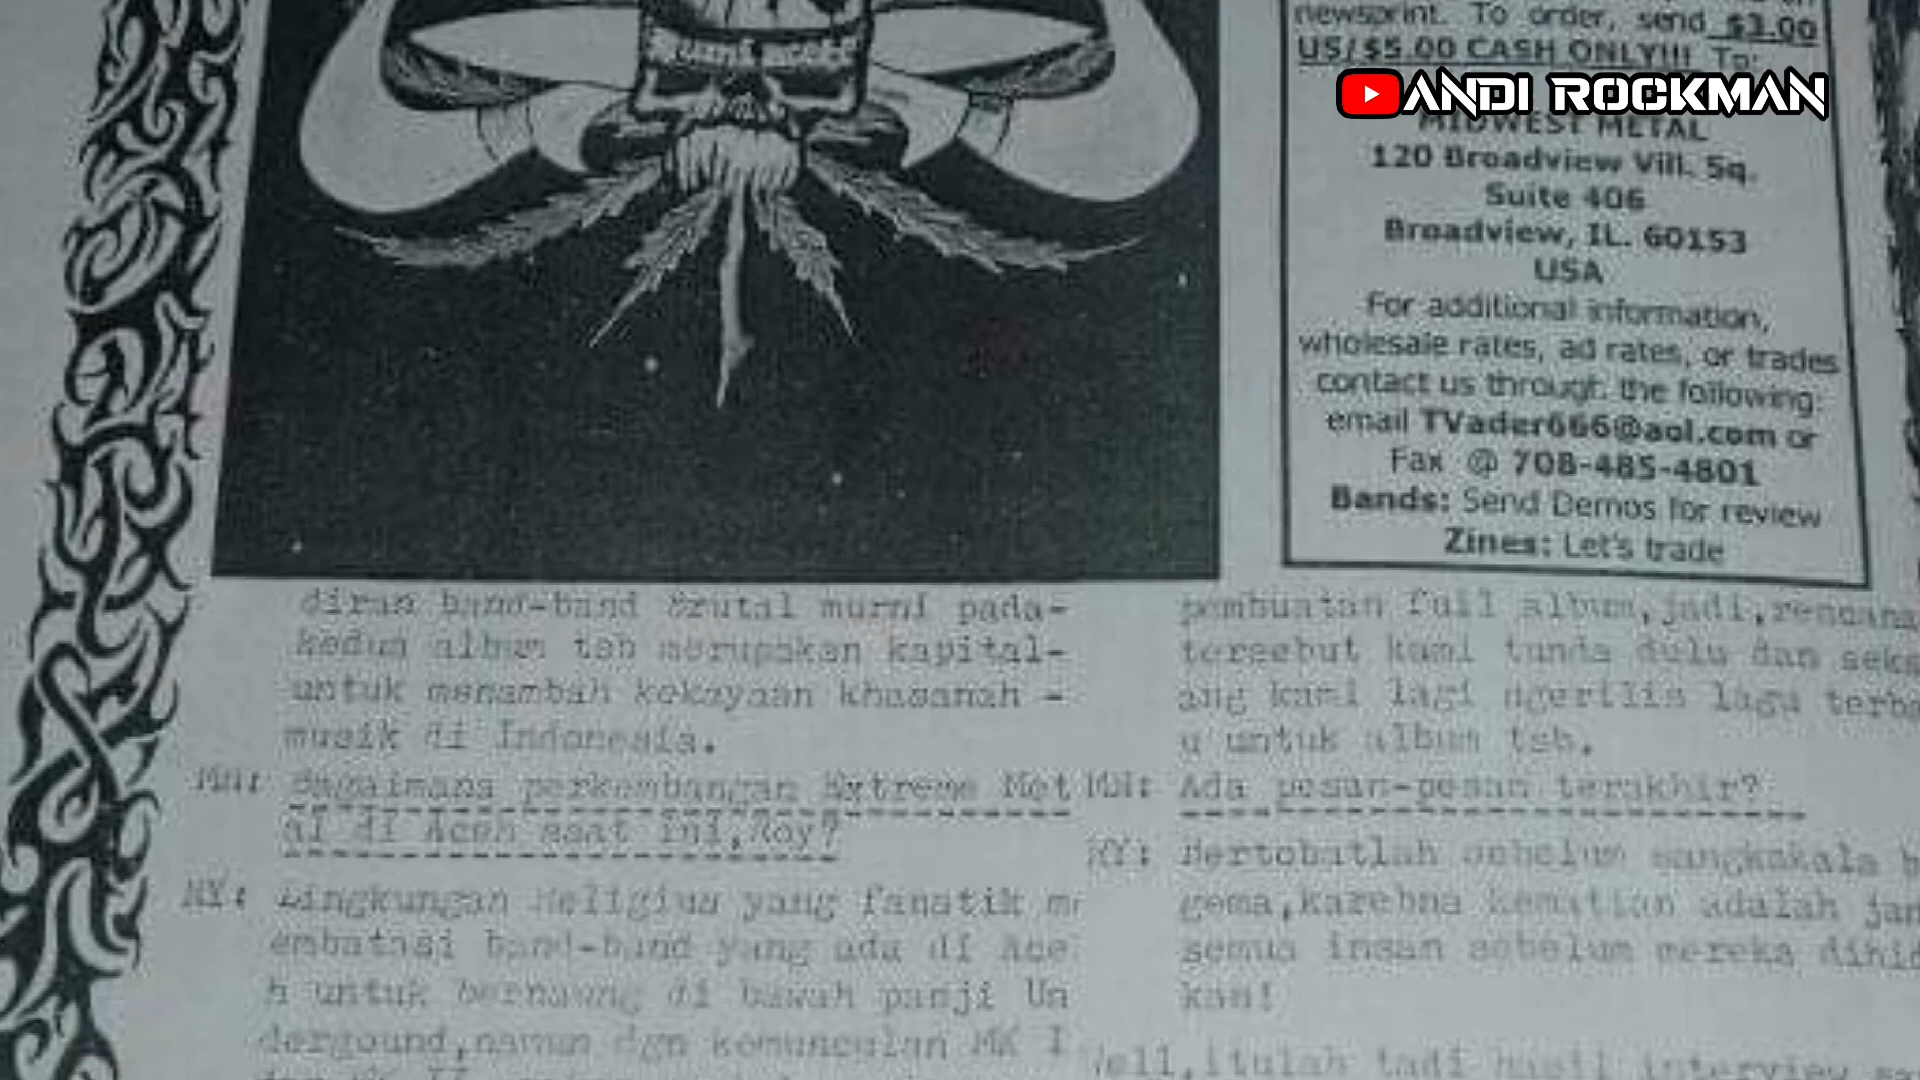 newsprint. To order, send $3.00
US/$5.00 CASH ONLY!!! To:
ANDI ROCKMAN
MIDWEST METAL
120 Broadview Vill. Sq.
Suite 406
Broadview, IL. 60153
USA
For additional information,
wholesale rates, ad rates, or trades
contact us through the following:
email TVader666@aol.com or
Fax @ 708-485-4801
Bands: Send Demos for review
Zines: Let's trade
diran band-band Brutal murni pada-
kedua album tsb merupakan kapital-
untuk menambah kekayaan khasanah -
musik di Indonesia.
MH: Bagaimana perkembangan Extreme Met
al di Aceh saat ini,Roy?
RY: Lingkungan Religius yang fanatik m
embatasi band-band yang ada di Ace
h untuk bernaung di bawah panji Un
dergound,namun dgn kemunculan MK I
pembuatan full album,jadi,rencana
tersebut kami tunda dulu dan seka
ang kami lagi ngerilis lagu terba
u untuk album tsb.
MH: Ada pesan-pesan terakhir?
RY: Bertobatlah sebelum sangkakala b
gema,karebna kematian adalah jan
semua insan sebelum mereka dihid
kan!
Well,itulah tadi hasil interview